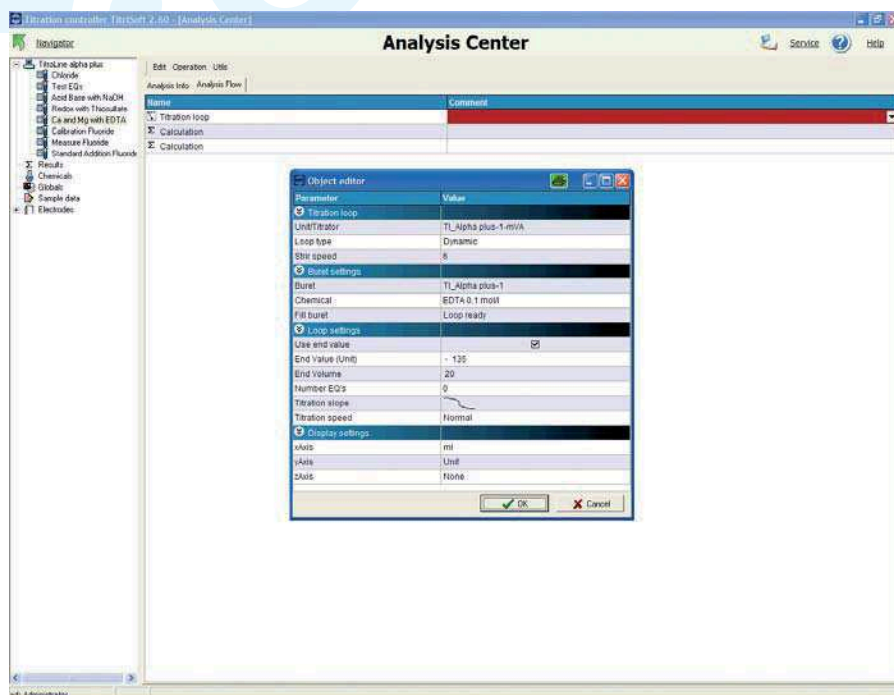 Titration controller TitriSoft 2.60 - [Analysis Center]
Navigator
Analysis Center
Service
Help
TitroLine alpha plus
Chloride
Test EQs
Acid Base with NaOH
Redox with Thiosulfate
Ca and Mg with EDTA
Calibration Fluoride
Measure Fluoride
Standard Addition Fluoride
Results
Chemicals
Globals
Sample data
Electrodes
Edit Operation Utils
Analysis Info Analysis Flow
Name Comment
Titration loop
Σ Calculation
Σ Calculation
Object editor
Parameter Value
Titration loop
Unit/Titrator TI_Alpha plus-1-mVA
Loop type Dynamic
Stirr speed 6
Buret settings
Buret TI_Alpha plus-1
Chemical EDTA 0.1 mol/l
Fill buret Loop ready
Loop settings
Use end value
End Value (Unit) - 135
End Volume 20
Number EQ's 0
Titration slope
Titration speed Normal
Display settings
xAxis ml
yAxis Unit
zAxis None
OK Cancel